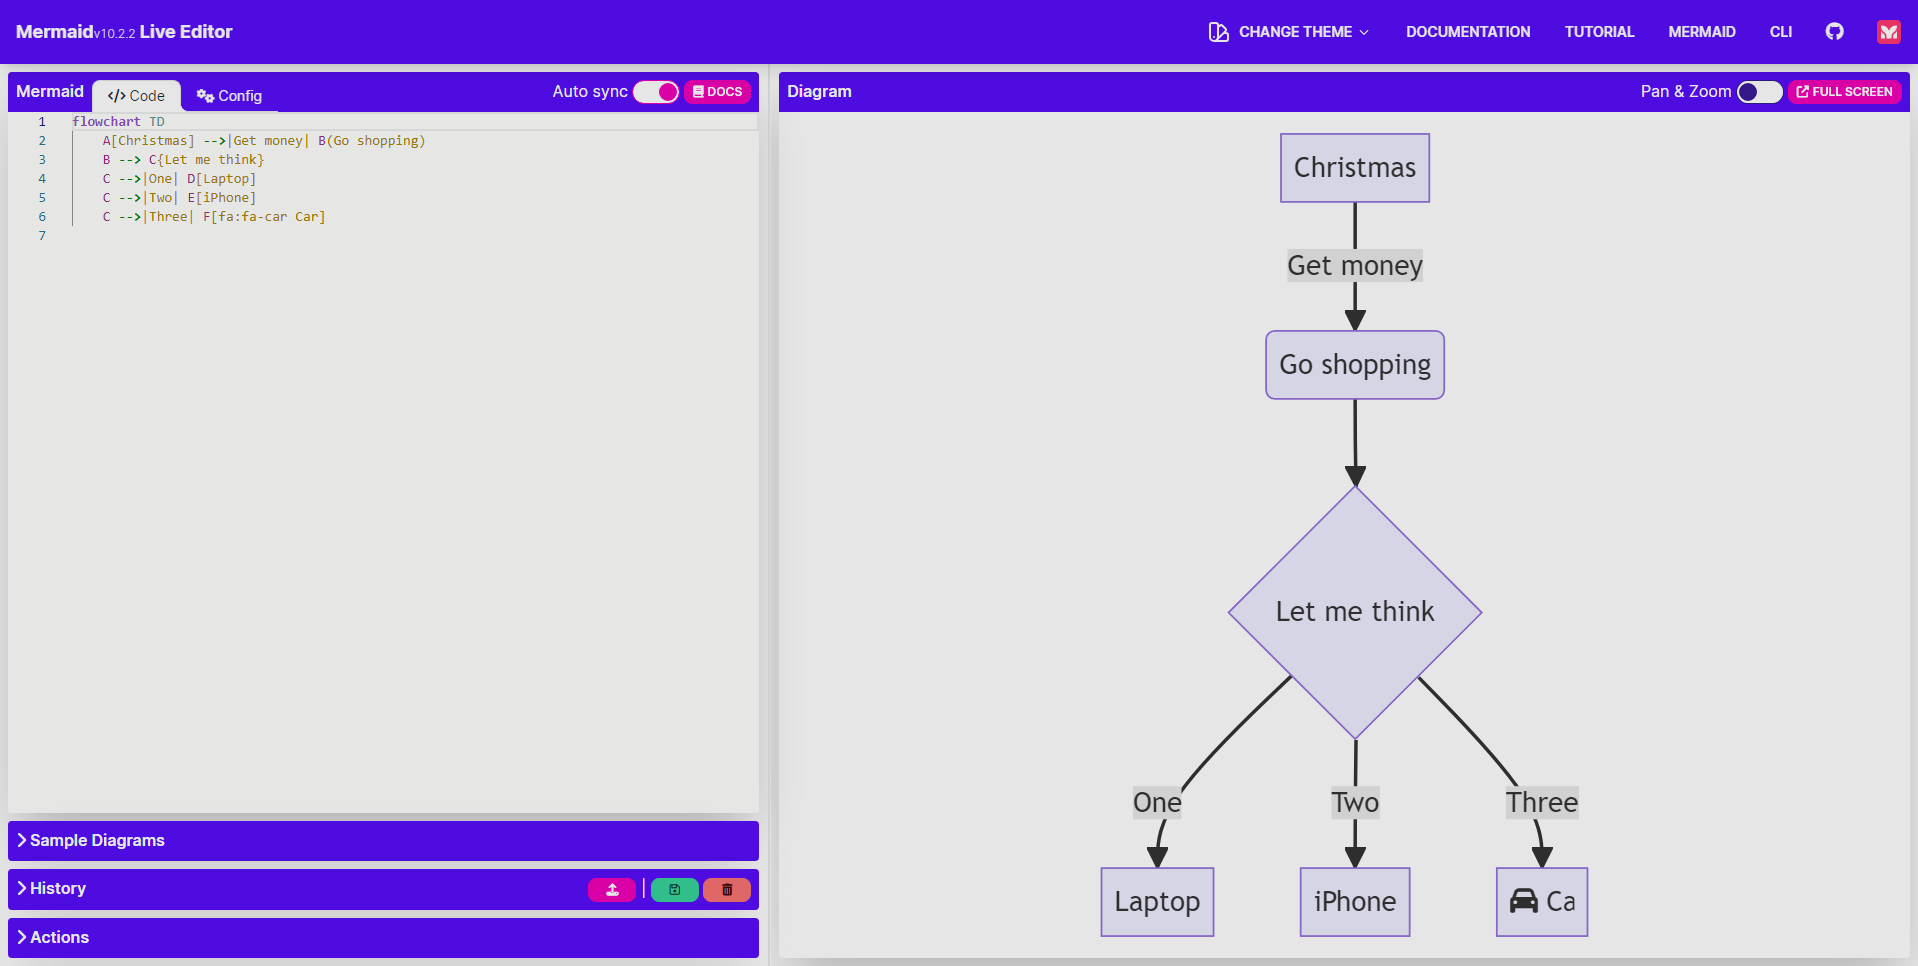 Mermaid v10.2.2 Live Editor
CHANGE THEME
DOCUMENTATION
TUTORIAL
MERMAID
CLI
Mermaid
Code
Config
Auto sync
DOCS
1 flowchart TD
2 A[Christmas] -->|Get money| B(Go shopping)
3 B --> C{Let me think}
4 C -->|One| D[Laptop]
5 C -->|Two| E[iPhone]
6 C -->|Three| F[fa:fa-car Car]
7
Sample Diagrams
History
Actions
Diagram
Pan & Zoom
FULL SCREEN
Christmas
Get money
Go shopping
Let me think
One
Two
Three
Laptop
iPhone
Ca